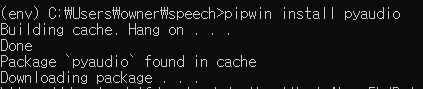 (env) C:₩Users₩owner₩speech>pipwin install pyaudio
Building cache. Hang on . . .
Done
Package `pyaudio` found in cache
Downloading package . . .